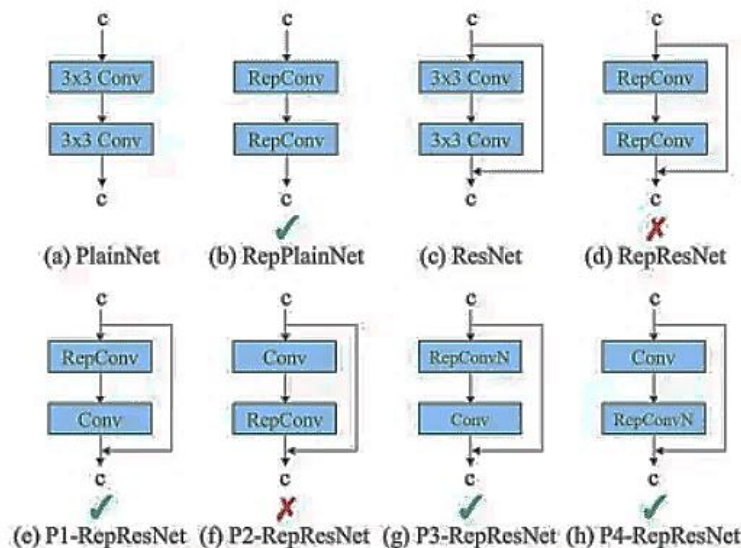 c c c c
3x3 Conv RepConv 3x3 Conv RepConv
3x3 Conv RepConv 3x3 Conv RepConv
c c c c
(a) PlainNet (b) RepPlainNet (c) ResNet (d) RepResNet
c c c c
RepConv Conv RepConvN Conv
Conv RepConv Conv RepConvN
c c c c
(e) P1-RepResNet (f) P2-RepResNet (g) P3-RepResNet (h) P4-RepResNet